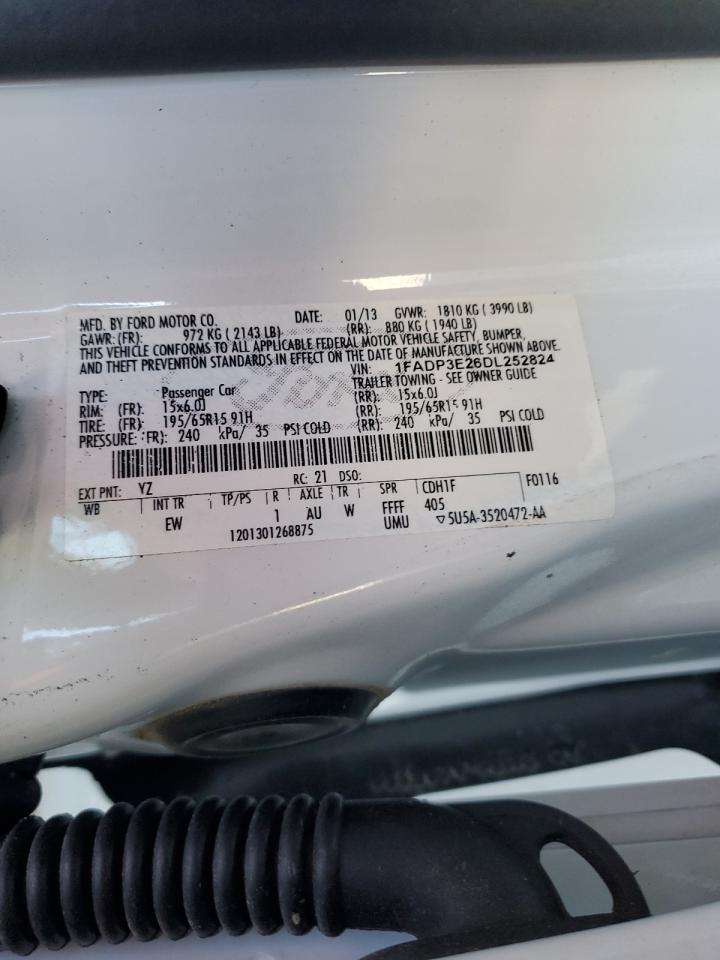 MFD. BY FORD MOTOR CO. DATE: 01/13 GVWR: 1810 KG ( 3990 LB)
GAWR: (FR): 972 KG ( 2143 LB) (RR): 880 KG ( 1940 LB)
THIS VEHICLE CONFORMS TO ALL APPLICABLE FEDERAL MOTOR VEHICLE SAFETY, BUMPER,
AND THEFT PREVENTION STANDARDS IN EFFECT ON THE DATE OF MANUFACTURE SHOWN ABOVE.
VIN: 1FADP3E26DL252824
TYPE: Passenger Car TRAILER TOWING - SEE OWNER GUIDE
RIM: (FR): 15x6.0J (RR): 15x6.0J
TIRE: (FR): 195/65R15 91H (RR): 195/65R15 91H
PRESSURE: (FR): 240 kPa/ 35 PSI COLD (RR): 240 kPa/ 35 PSI COLD
EXT PNT: YZ RC: 21 DSO: F0116
WB INT TR TP/PS R AXLE TR SPR CDH1F
EW 1 AU W FFFF 405
1201301268875 UMU ▽5U5A-3520472-AA